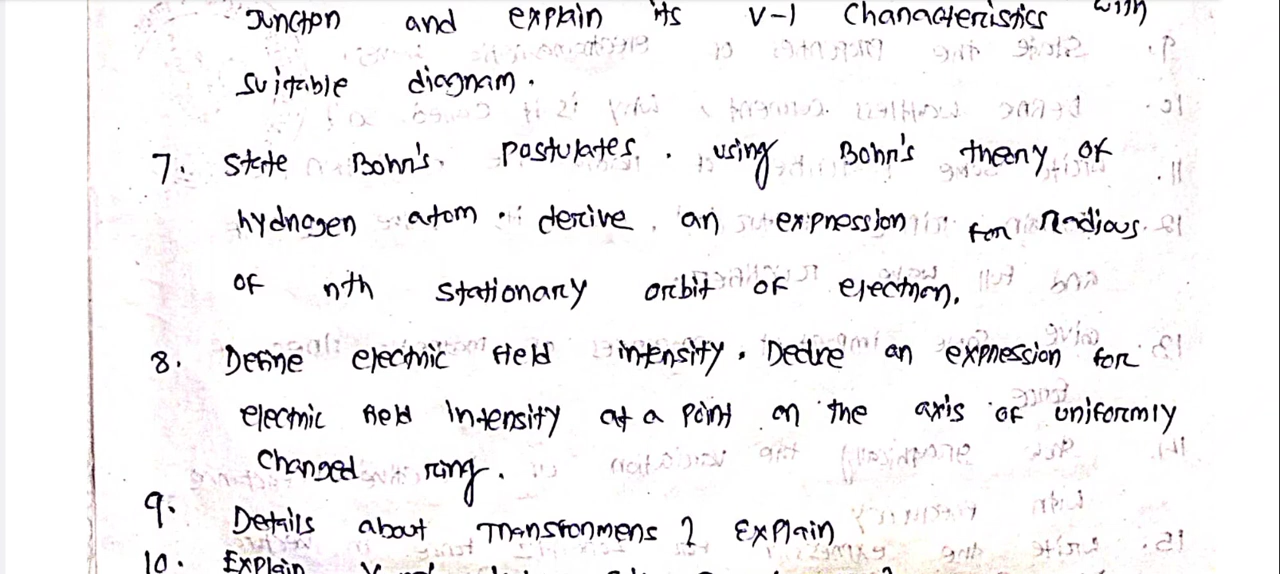 Junction and explain its V-I Characteristics with
suitable diagram.
7. State Bohr's. postulates. using Bohr's theory of
hydrogen atom. derive an expression for Radious
of nth stationary orbit of electron.
8. Define electric field intensity. Dedre an expression for
electric field intensity at a point on the axis of uniformly
Charged ring.
9. Details about Transformers ? Explain
10. Explain